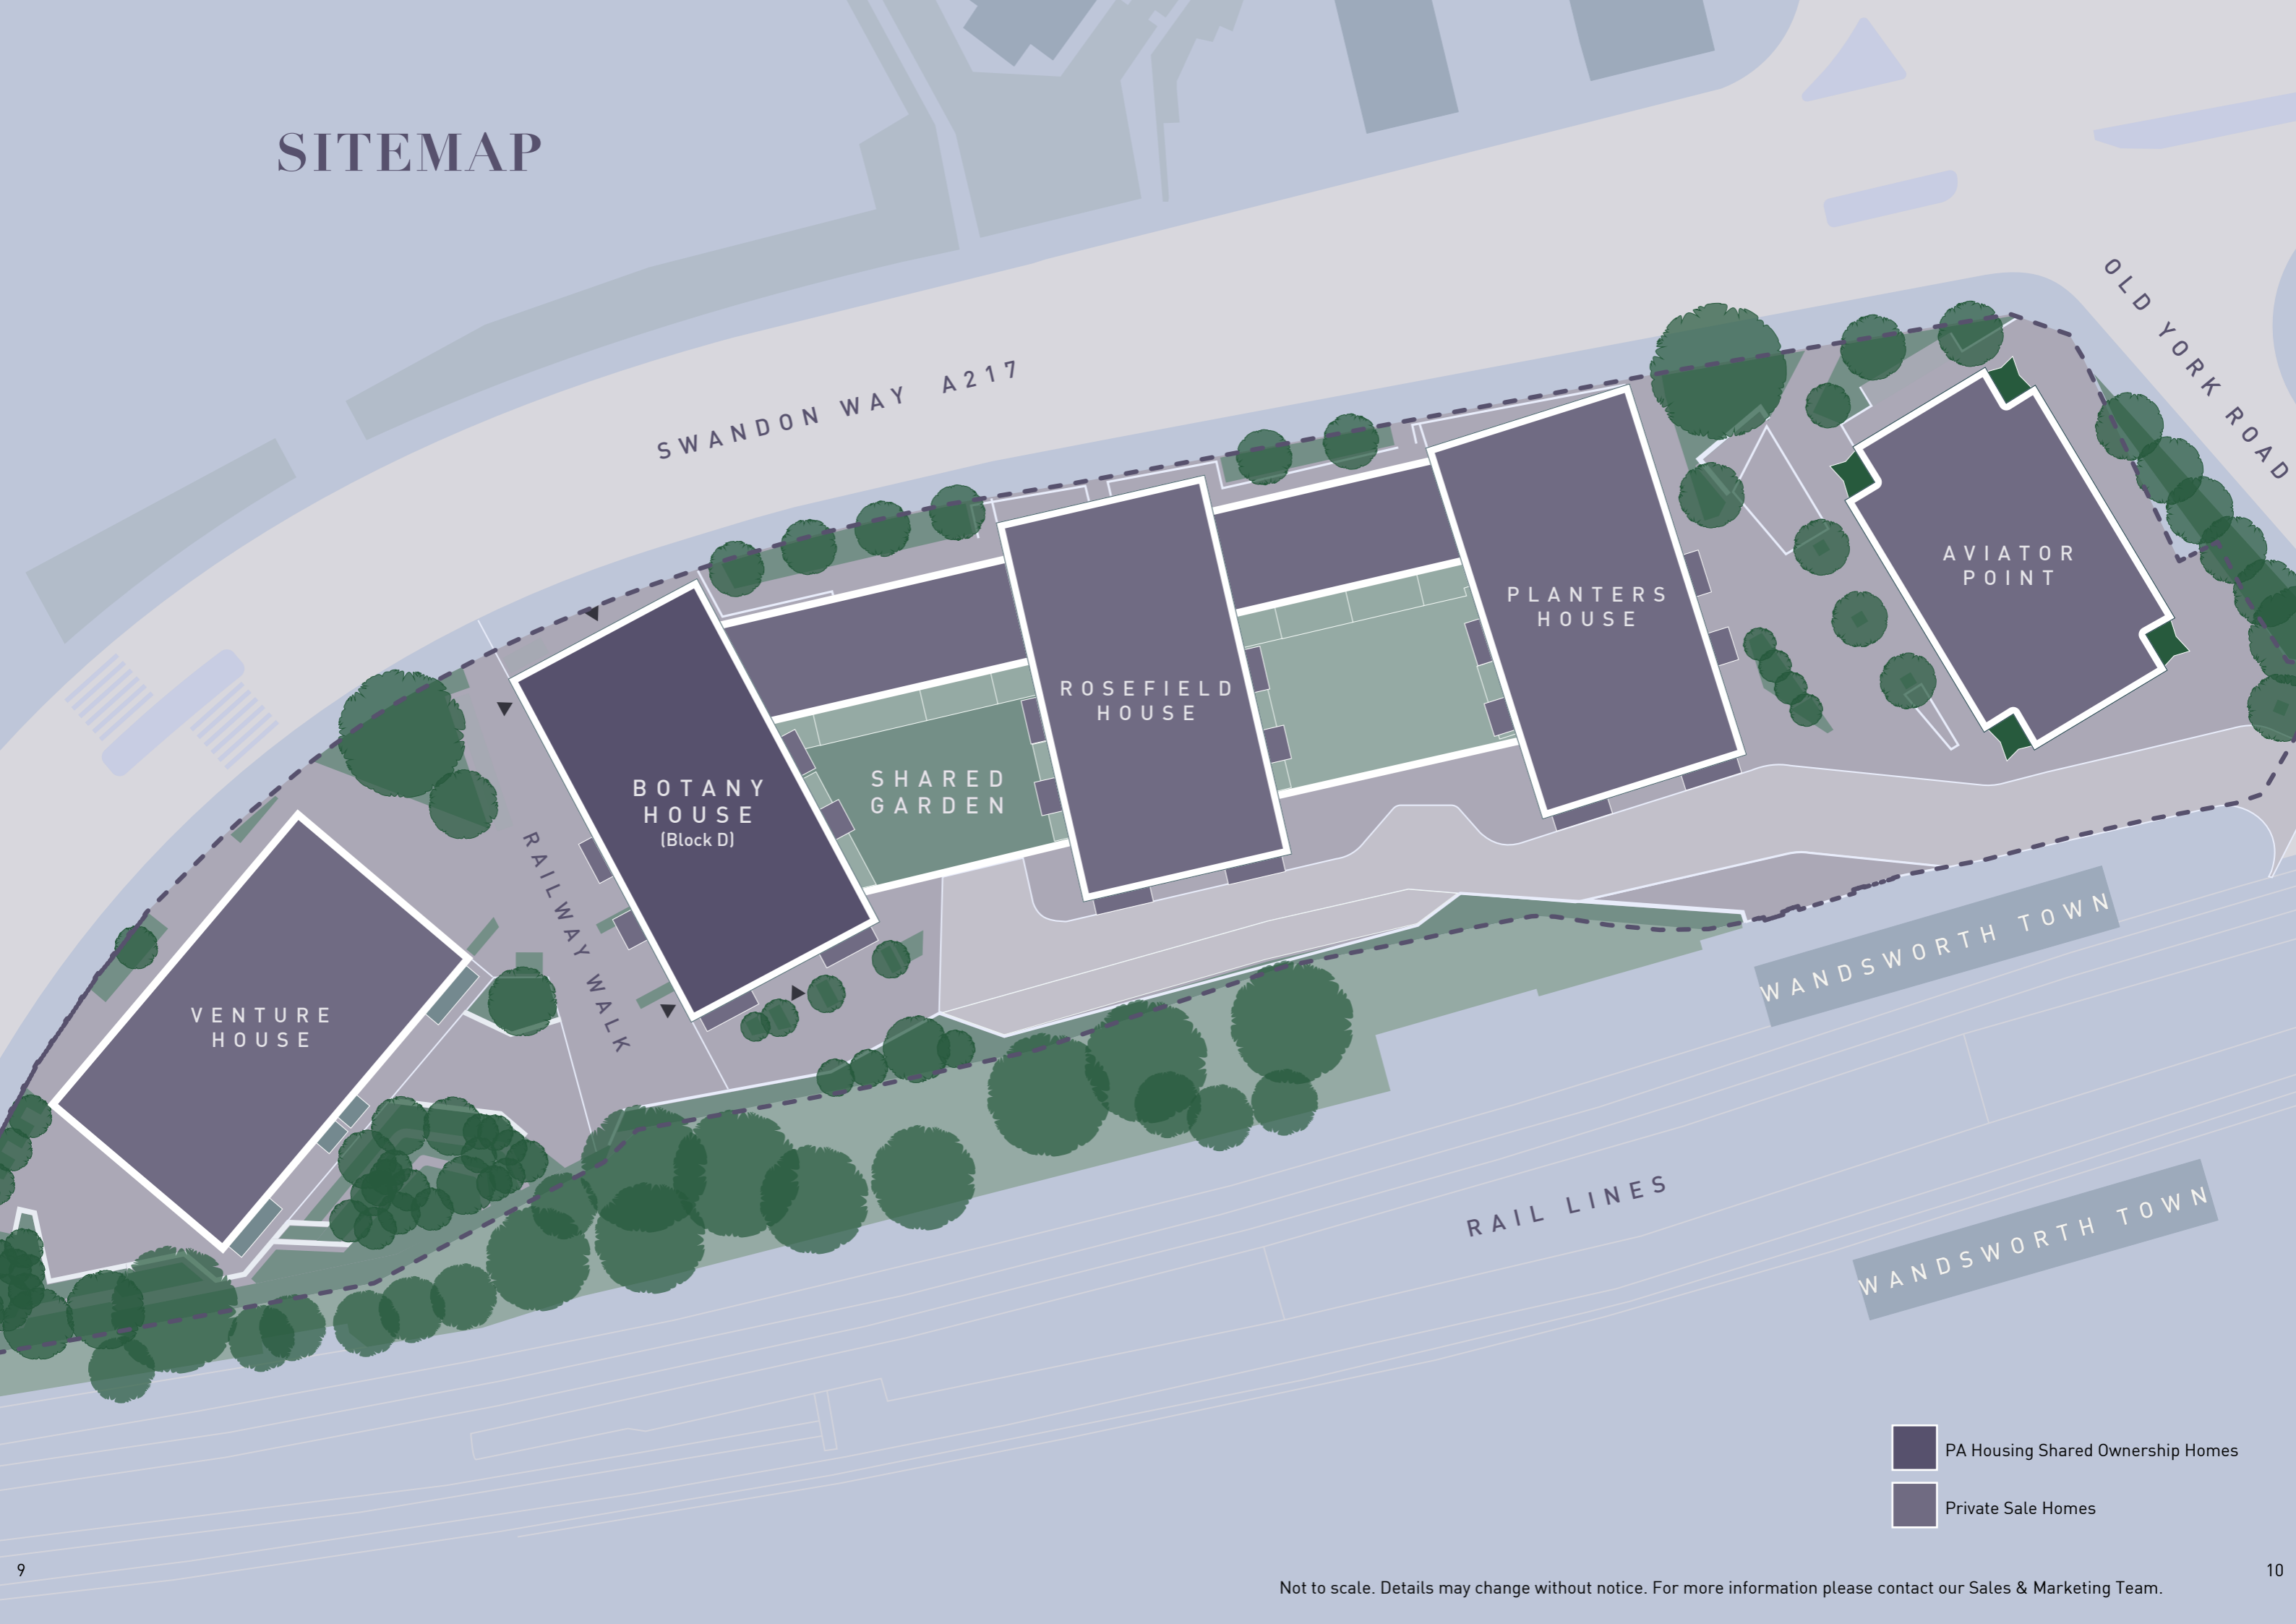 SITEMAP
SWANDON WAY A217
OLD YORK ROAD
AVIATOR
POINT
PLANTERS
HOUSE
ROSEFIELD
HOUSE
SHARED
GARDEN
BOTANY
HOUSE
(Block D)
RAILWAY WALK
VENTURE
HOUSE
WANDSWORTH TOWN
RAIL LINES
WANDSWORTH TOWN
PA Housing Shared Ownership Homes
Private Sale Homes
9
10
Not to scale. Details may change without notice. For more information please contact our Sales & Marketing Team.